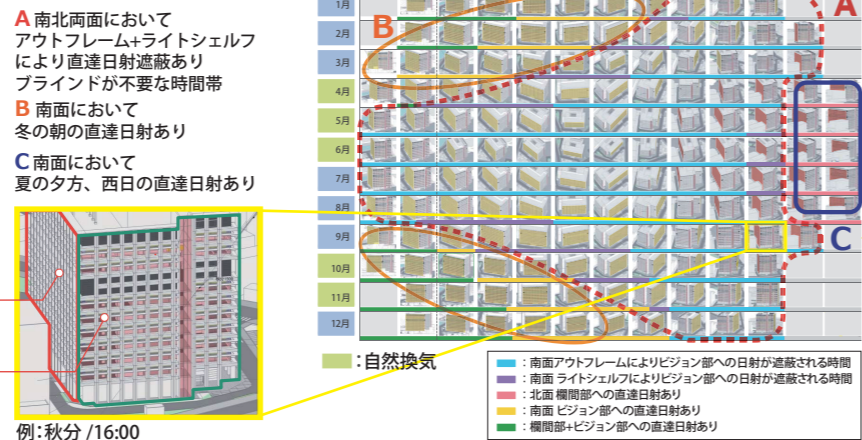 A 南北両面において
アウトフレーム+ライトシェルフ
により直達日射遮蔽あり
ブラインドが不要な時間帯
B 南面において
冬の朝の直達日射あり
C 南面において
夏の夕方、西日の直達日射あり
例：秋分 /16:00
1月
2月
3月
4月
5月
6月
7月
8月
9月
10月
11月
12月
B
A
C
：自然換気
：南面アウトフレームによりビジョン部への日射が遮蔽される時間
：南面 ライトシェルフによりビジョン部への日射が遮蔽される時間
：北面 欄間部への直達日射あり
：南面 ビジョン部への直達日射あり
：欄間部+ビジョン部への直達日射あり